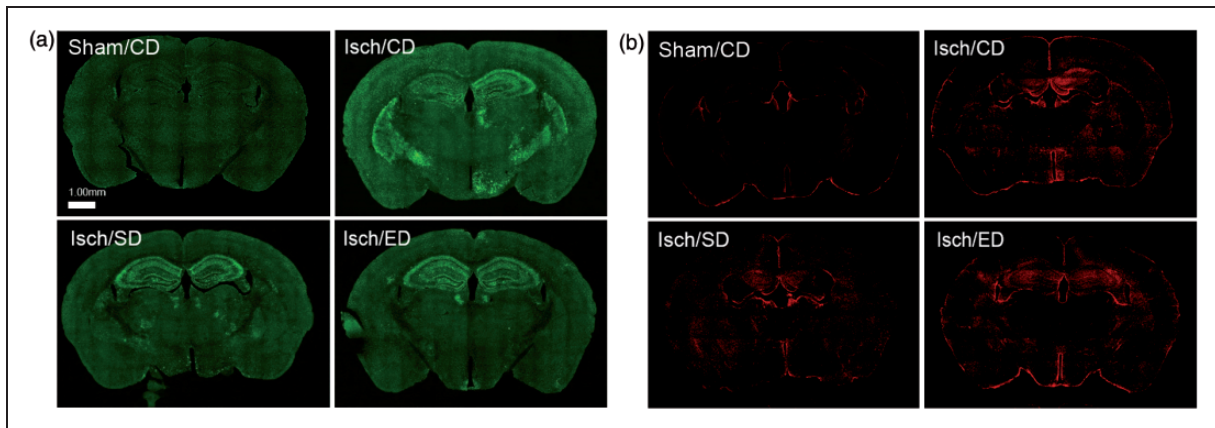 (a)
Sham/CD
Isch/CD
1.00mm
Isch/SD
Isch/ED
(b)
Sham/CD
Isch/CD
Isch/SD
Isch/ED